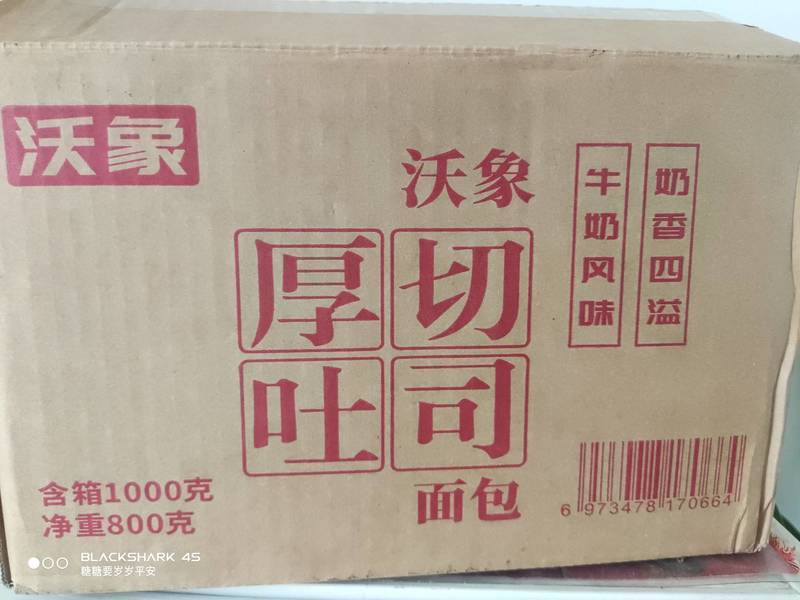 沃象
沃象
厚切
吐司
面包
奶香四溢
牛奶风味
含箱1000克
净重800克
6 973478 170664
BLACKSHARK 4S
糖糖要岁岁平安